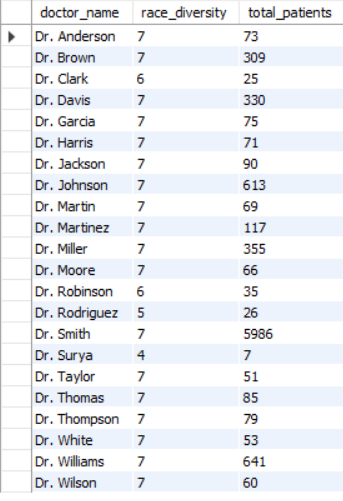 doctor_name race_diversity total_patients
Dr. Anderson 7 73
Dr. Brown 7 309
Dr. Clark 6 25
Dr. Davis 7 330
Dr. Garcia 7 75
Dr. Harris 7 71
Dr. Jackson 7 90
Dr. Johnson 7 613
Dr. Martin 7 69
Dr. Martinez 7 117
Dr. Miller 7 355
Dr. Moore 7 66
Dr. Robinson 6 35
Dr. Rodriguez 5 26
Dr. Smith 7 5986
Dr. Surya 4 7
Dr. Taylor 7 51
Dr. Thomas 7 85
Dr. Thompson 7 79
Dr. White 7 53
Dr. Williams 7 641
Dr. Wilson 7 60